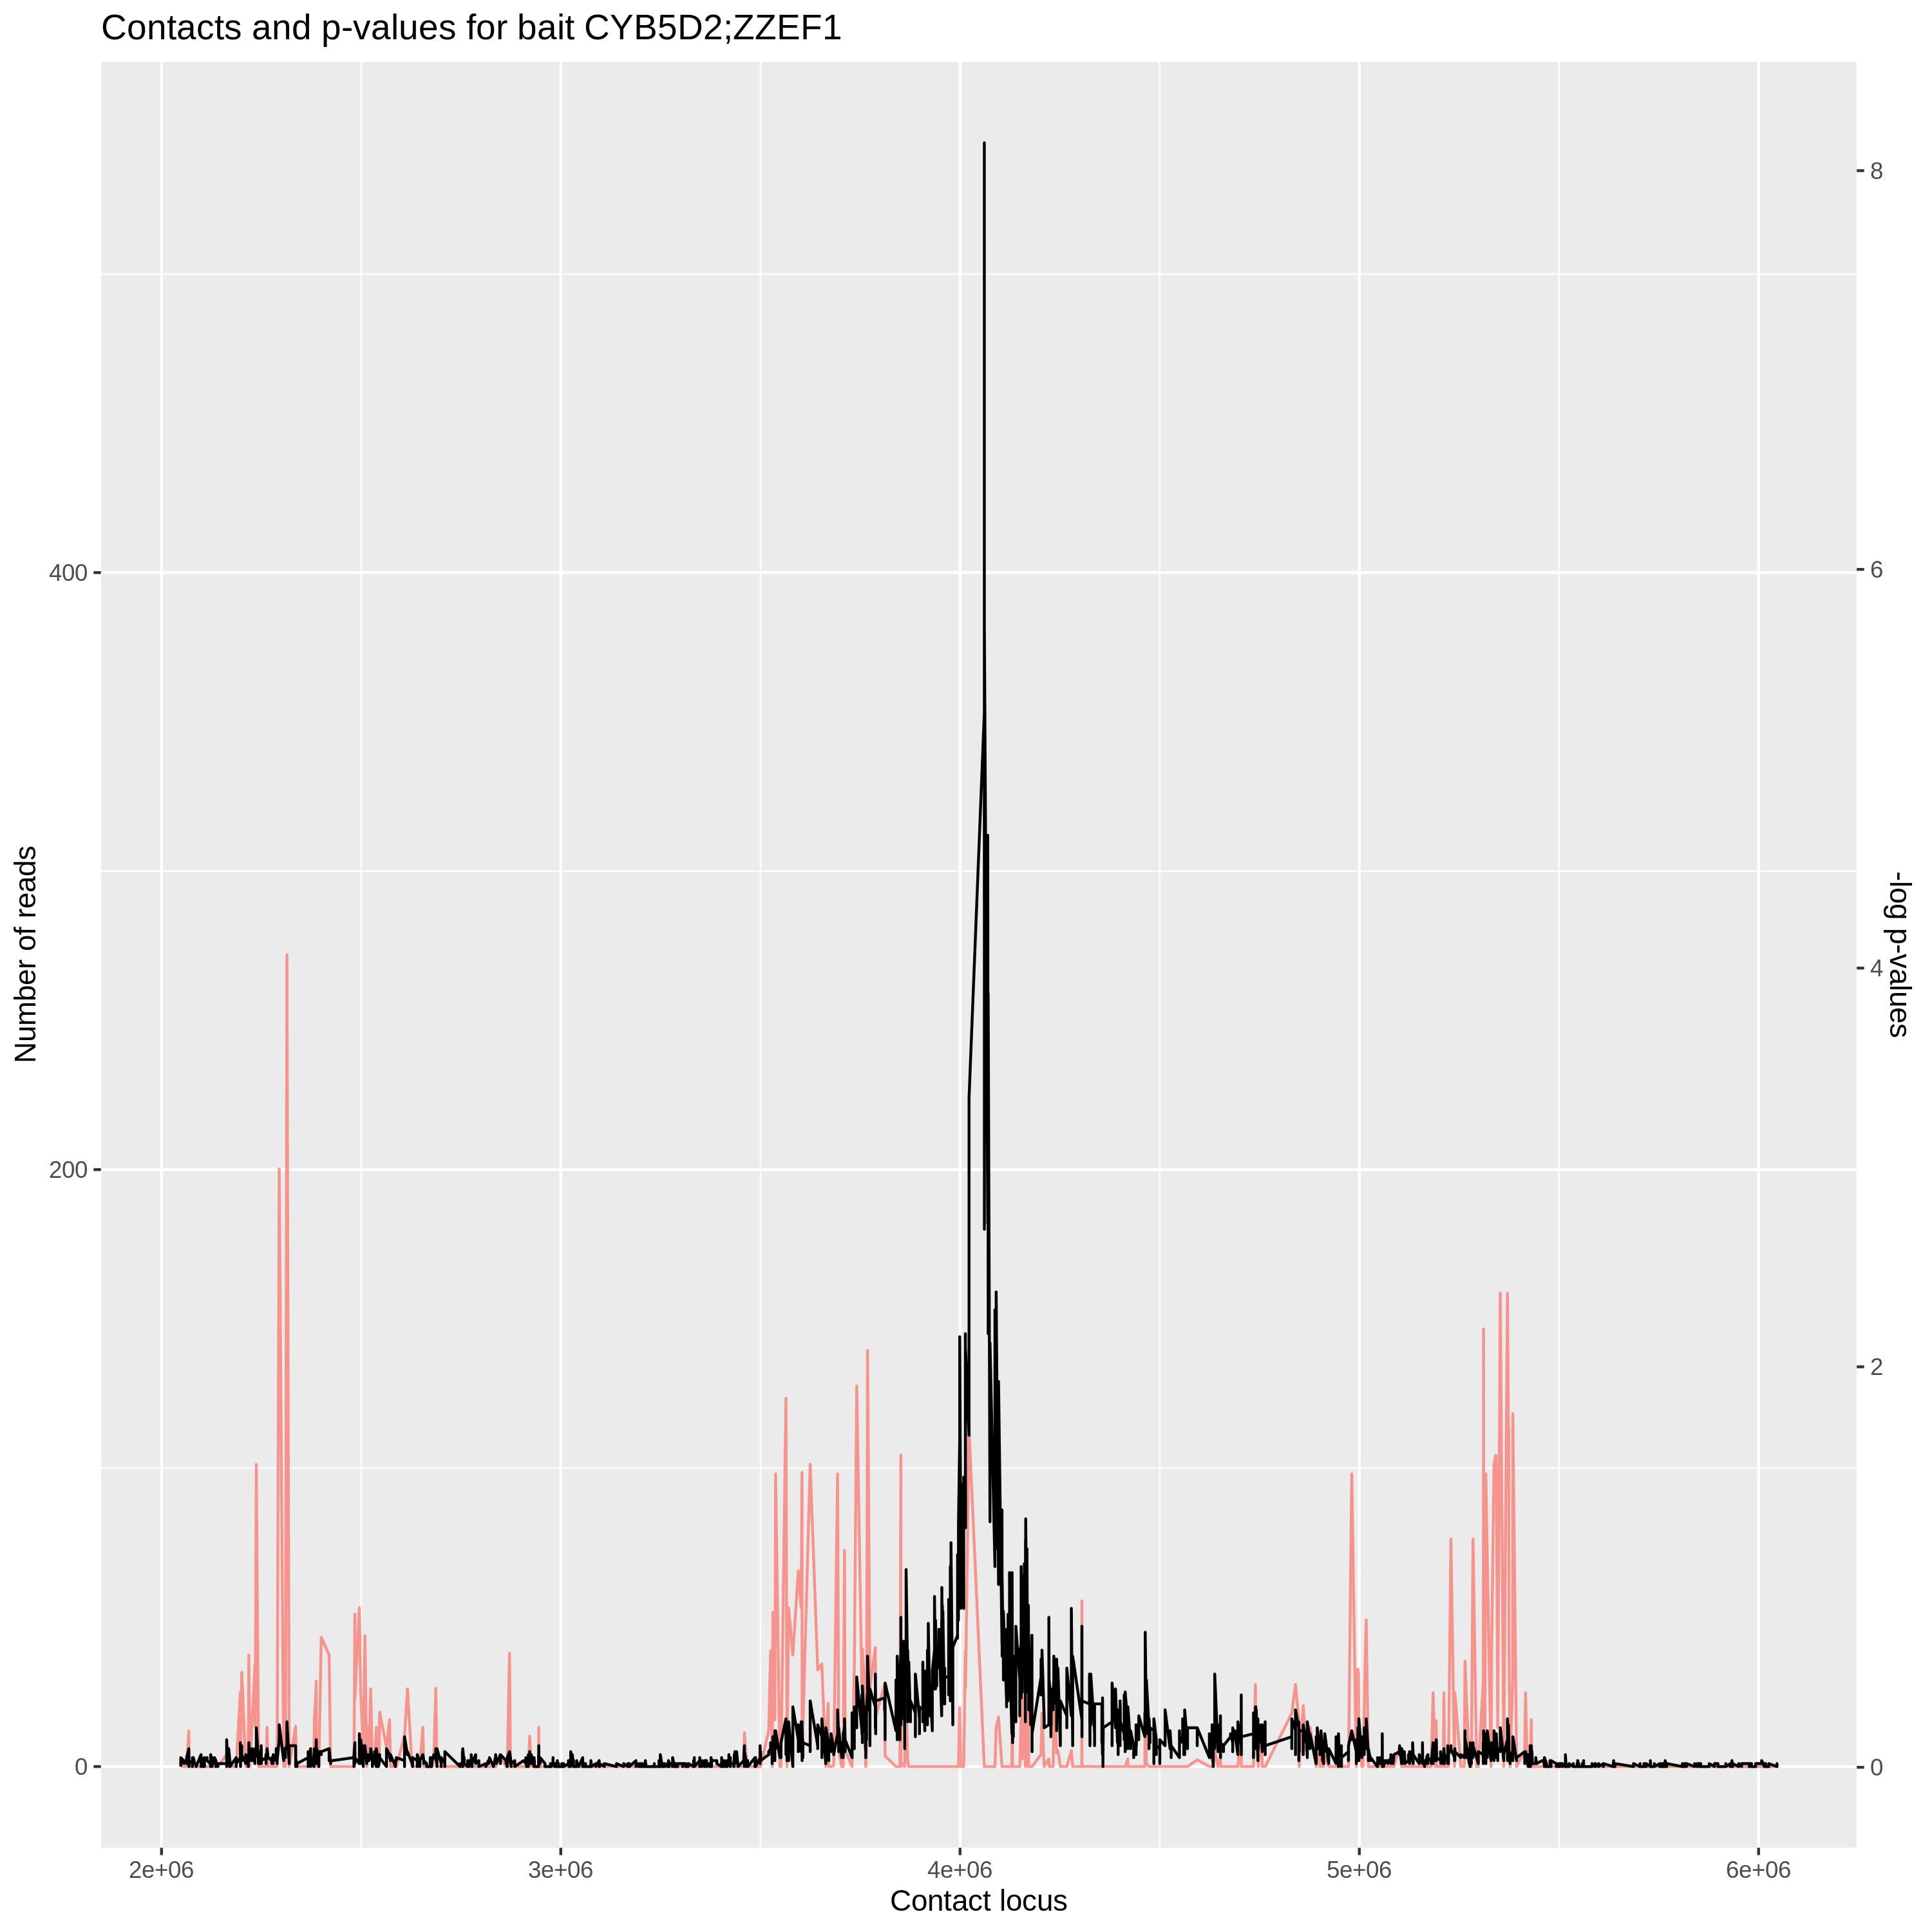 Contacts and p-values for bait CYB5D2;ZZEF1
8
6
4
2
0
400
200
0
Number of reads
-log p-values
2e+06 3e+06 4e+06 5e+06 6e+06
Contact locus